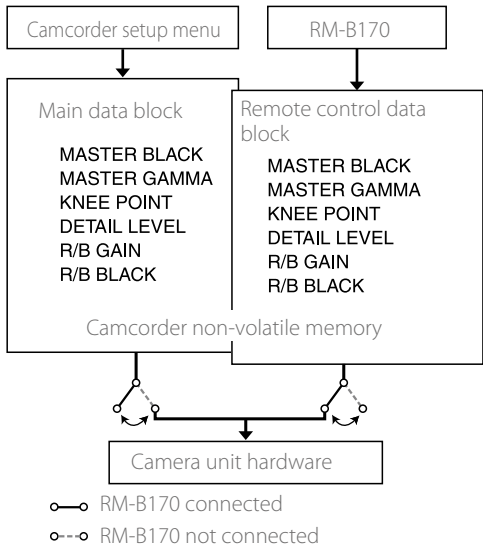 Camcorder setup menu
RM-B170
Main data block
MASTER BLACK
MASTER GAMMA
KNEE POINT
DETAIL LEVEL
R/B GAIN
R/B BLACK
Remote control data
block
MASTER BLACK
MASTER GAMMA
KNEE POINT
DETAIL LEVEL
R/B GAIN
R/B BLACK
Camcorder non-volatile memory
Camera unit hardware
RM-B170 connected
RM-B170 not connected